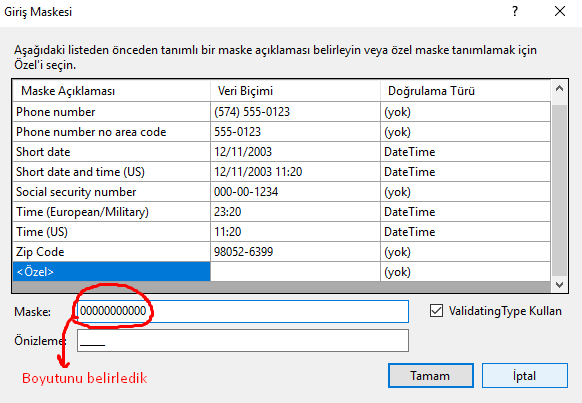 Giriş Maskesi
Aşağıdaki listeden önceden tanımlı bir maske açıklaması belirleyin veya özel maske tanımlamak için
Özel'i seçin.
Maske Açıklaması Veri Biçimi Doğrulama Türü
Phone number (574) 555-0123 (yok)
Phone number no area code 555-0123 (yok)
Short date 12/11/2003 DateTime
Short date and time (US) 12/11/2003 11:20 DateTime
Social security number 000-00-1234 (yok)
Time (European/Military) 23:20 DateTime
Time (US) 11:20 DateTime
Zip Code 98052-6399 (yok)
<Özel> (yok)
Maske: 00000000000 ValidatingType Kullan
Önizleme: _____
Boyutunu belirledik
Tamam İptal